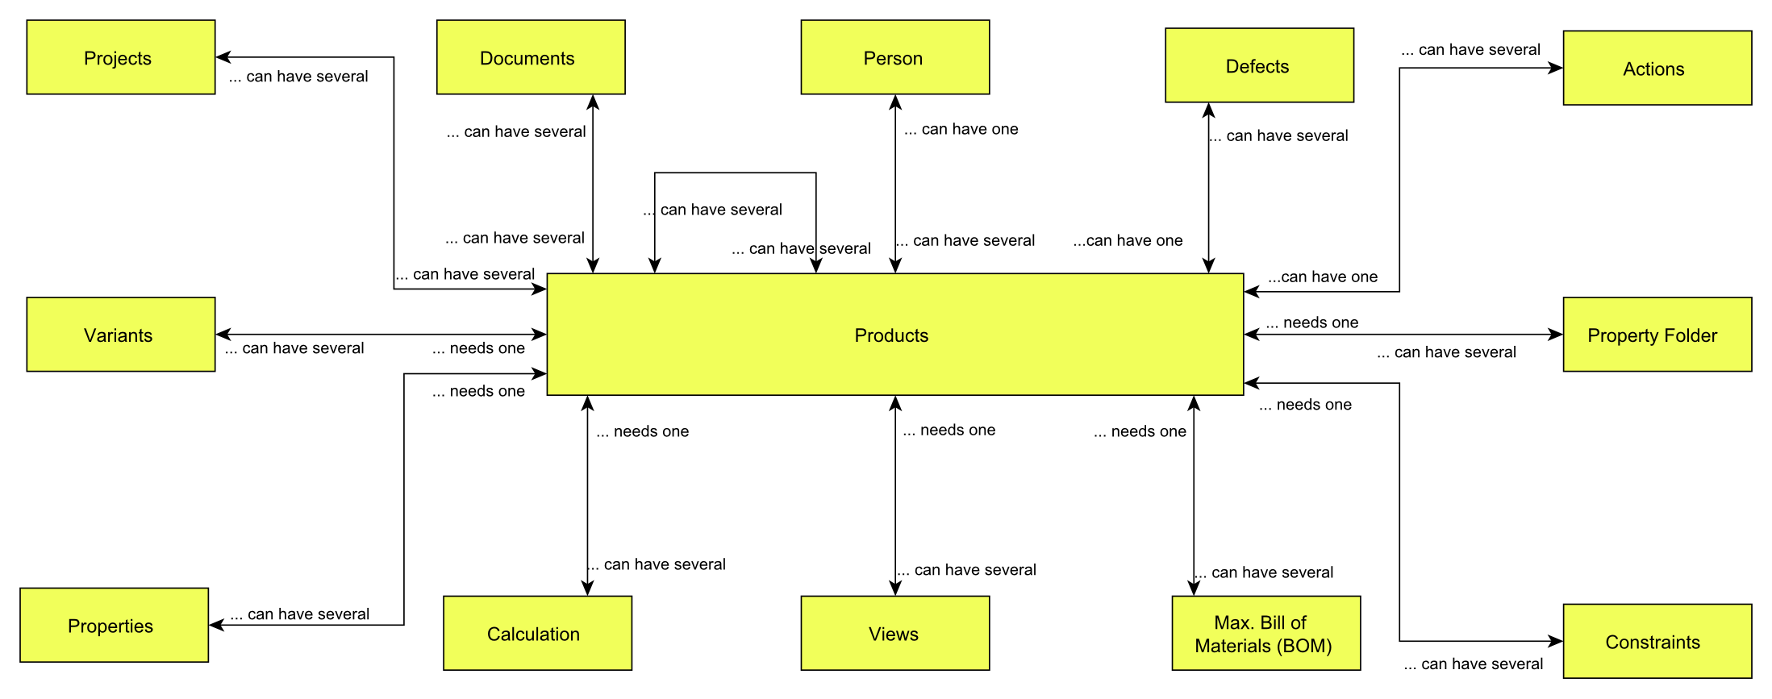 Projects
Documents
Person
Defects
Actions
... can have several
... can have several
... can have several
... can have one
... can have several
... can have several
... can have several
... can have several
... can have several
...can have one
... can have several
... can have several
...can have one
Variants
Products
Property Folder
... needs one
... can have several
... needs one
... can have several
... needs one
... needs one
... needs one
... needs one
... needs one
... needs one
... can have several
... can have several
... can have several
... can have several
Properties
Calculation
Views
Max. Bill of
Materials (BOM)
Constraints
... can have several